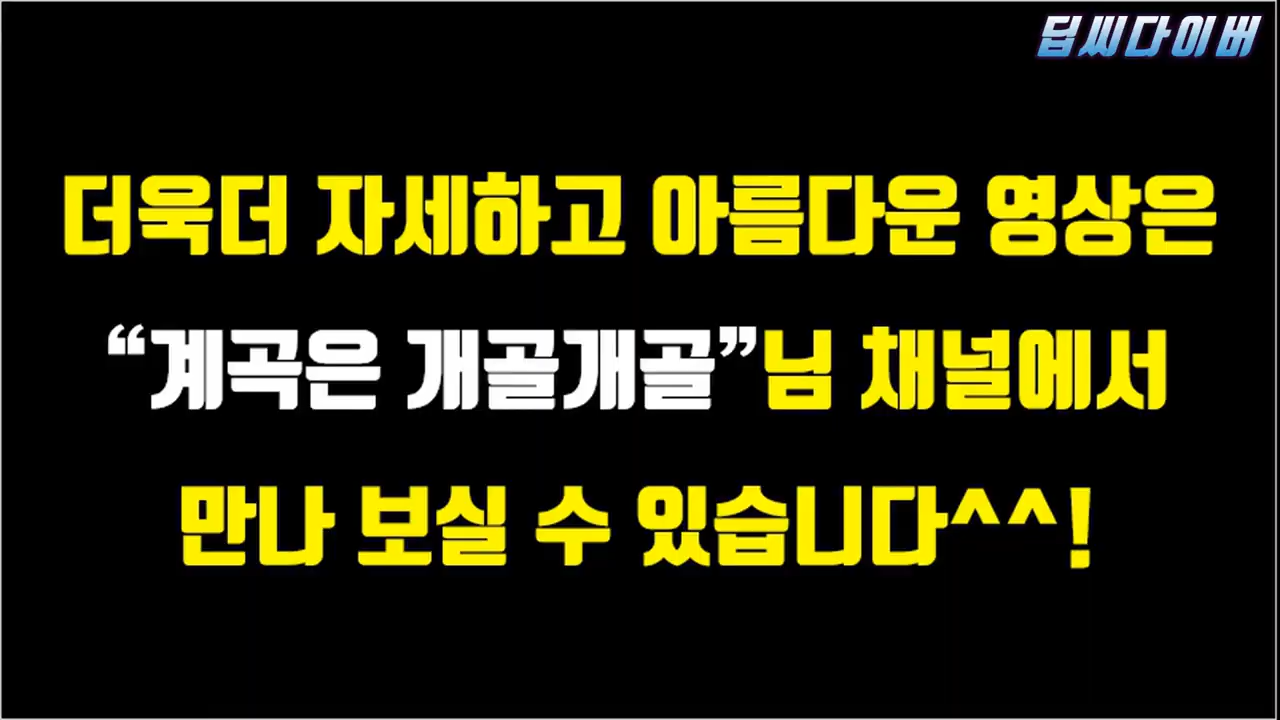 딥씨다이버
더욱더 자세하고 아름다운 영상은
“계곡은 개골개골”님 채널에서
만나 보실 수 있습니다^^!